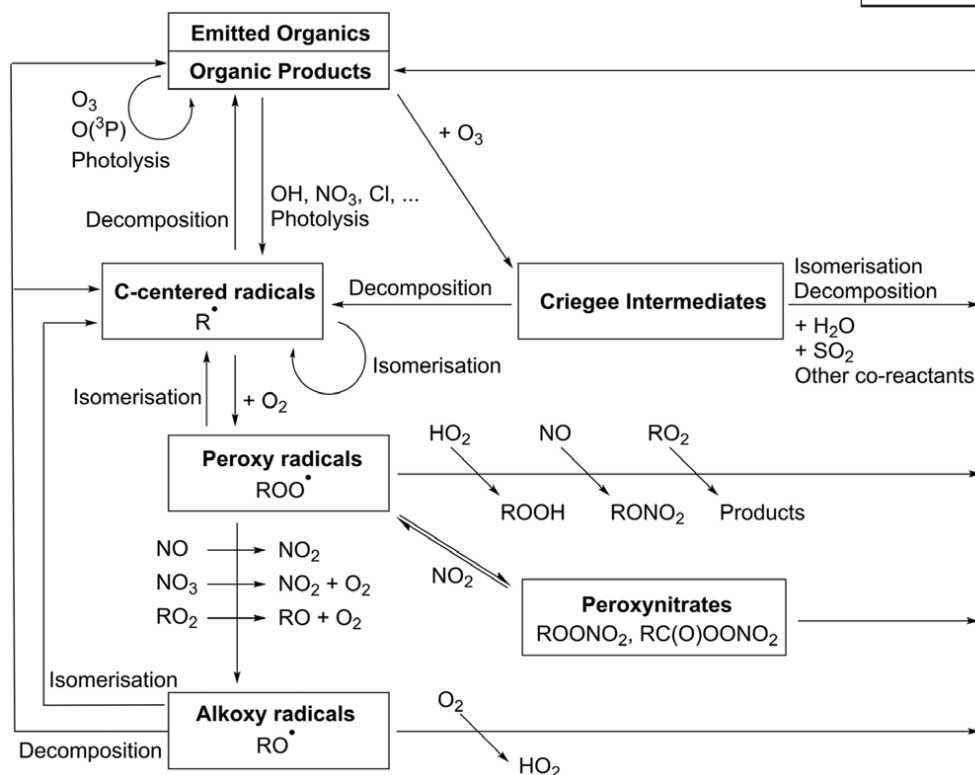 Emitted Organics
Organic Products
O₃
O(³P)
Photolysis
+ O₃
OH, NO₃, Cl, ...
Photolysis
Decomposition
C-centered radicals
R•
Decomposition
Criegee Intermediates
Isomerisation
Decomposition
+ H₂O
+ SO₂
Other co-reactants
Isomerisation
Isomerisation
+ O₂
Peroxy radicals
ROO•
HO₂ NO RO₂
ROOH RONO₂ Products
NO NO₂
NO₃ NO₂ + O₂
RO₂ RO + O₂
NO₂
Peroxynitrates
ROONO₂, RC(O)OONO₂
Isomerisation
Alkoxy radicals
RO•
Decomposition
O₂
HO₂